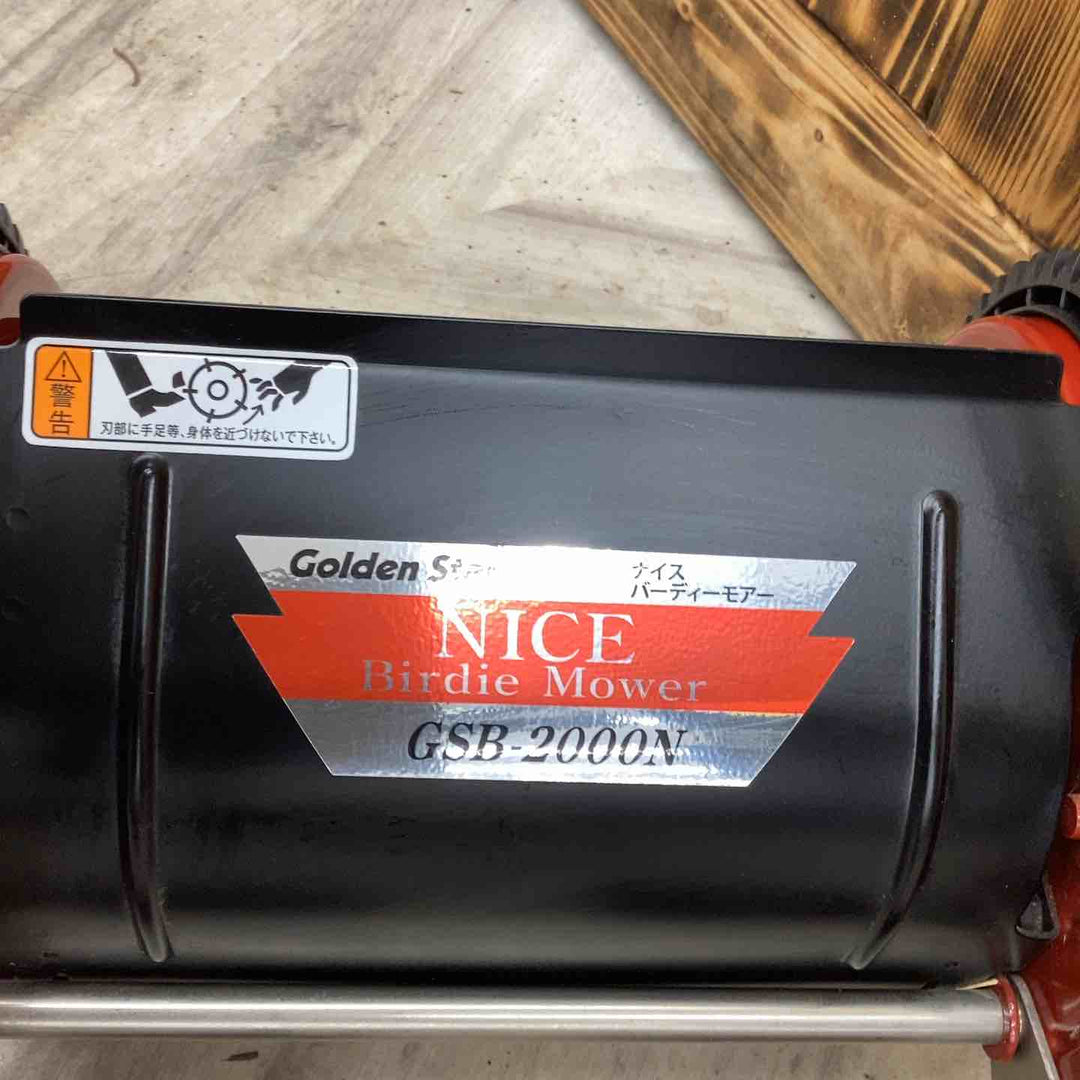 警告
刃部に手足等、身体を近づけないで下さい。
Golden Star
ナイス
バーディーモアー
NICE
Birdie Mower
GSB-2000N